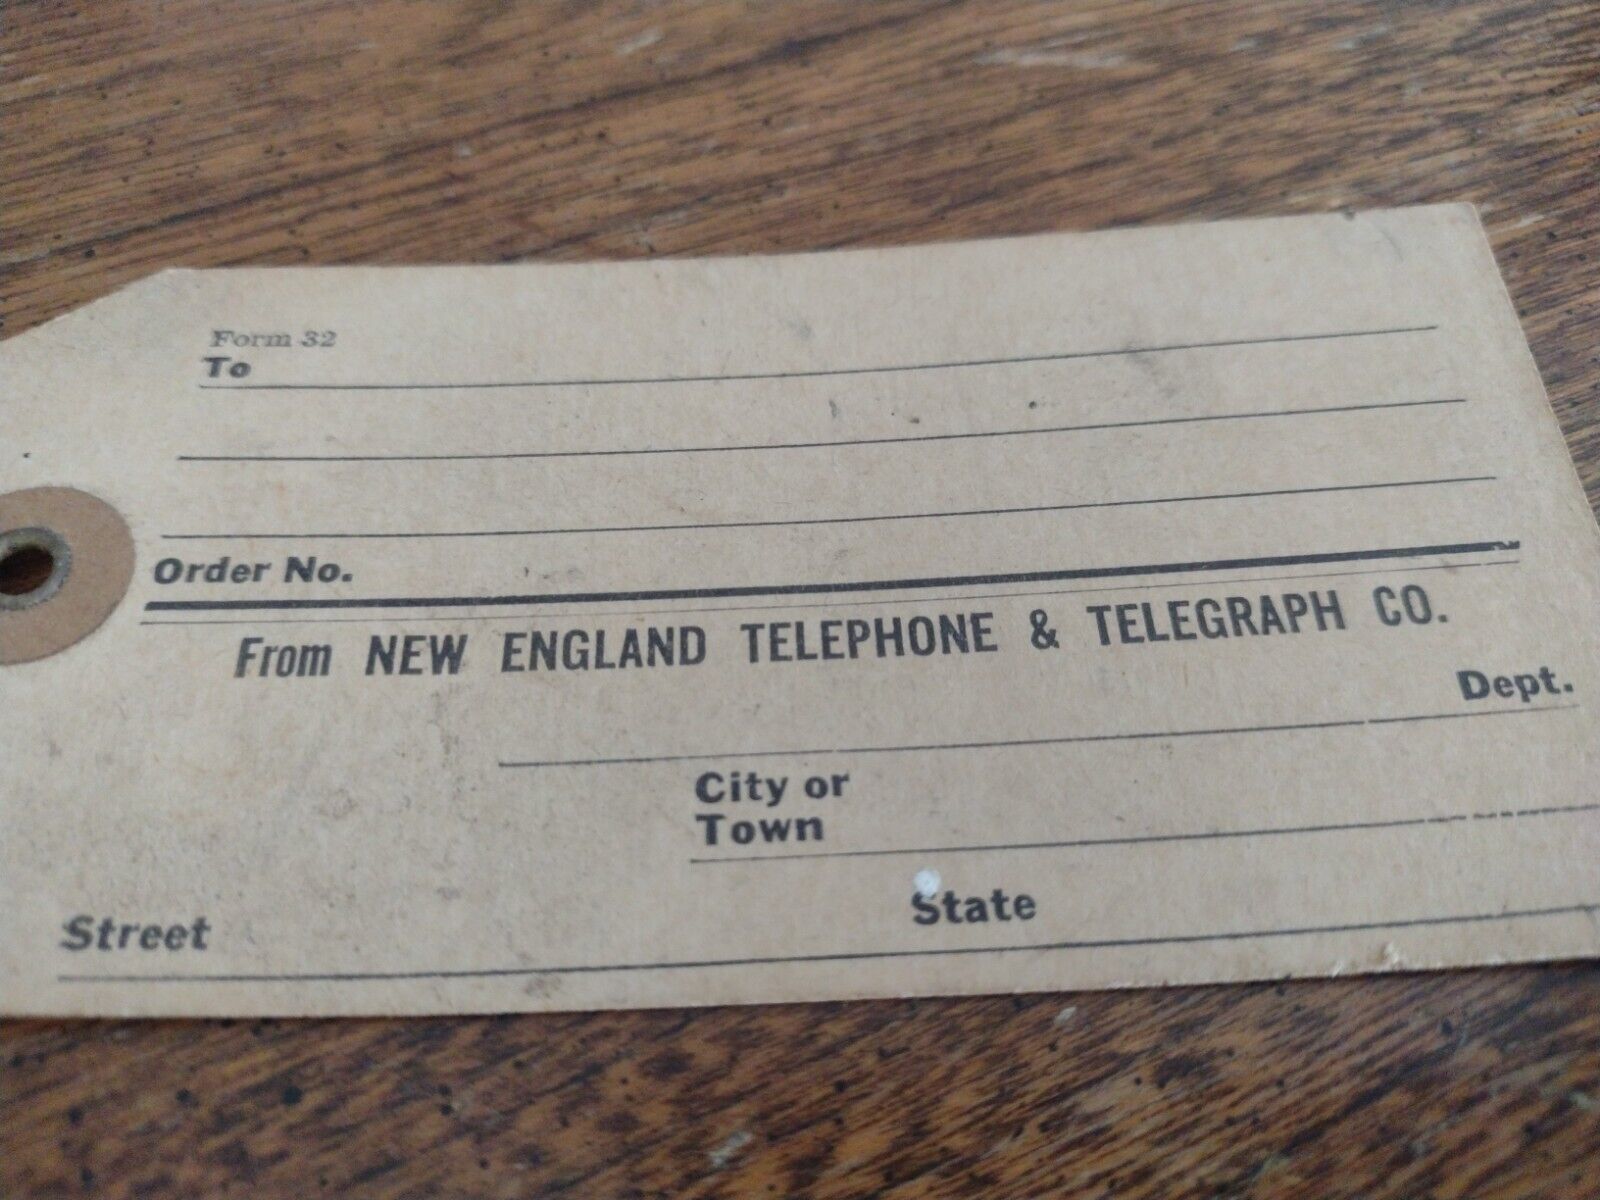 Form 32
To
Order No.
From NEW ENGLAND TELEPHONE & TELEGRAPH CO.
Dept.
City or
Town
Street State